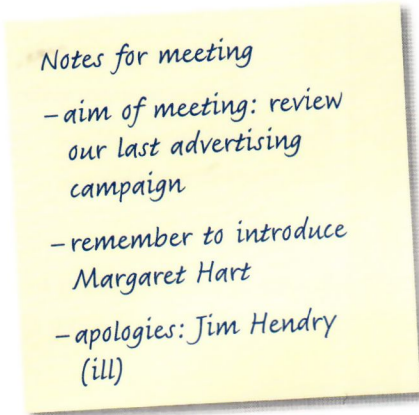 Notes for meeting
– aim of meeting: review
our last advertising
campaign
– remember to introduce
Margaret Hart
– apologies: Jim Hendry
(ill)